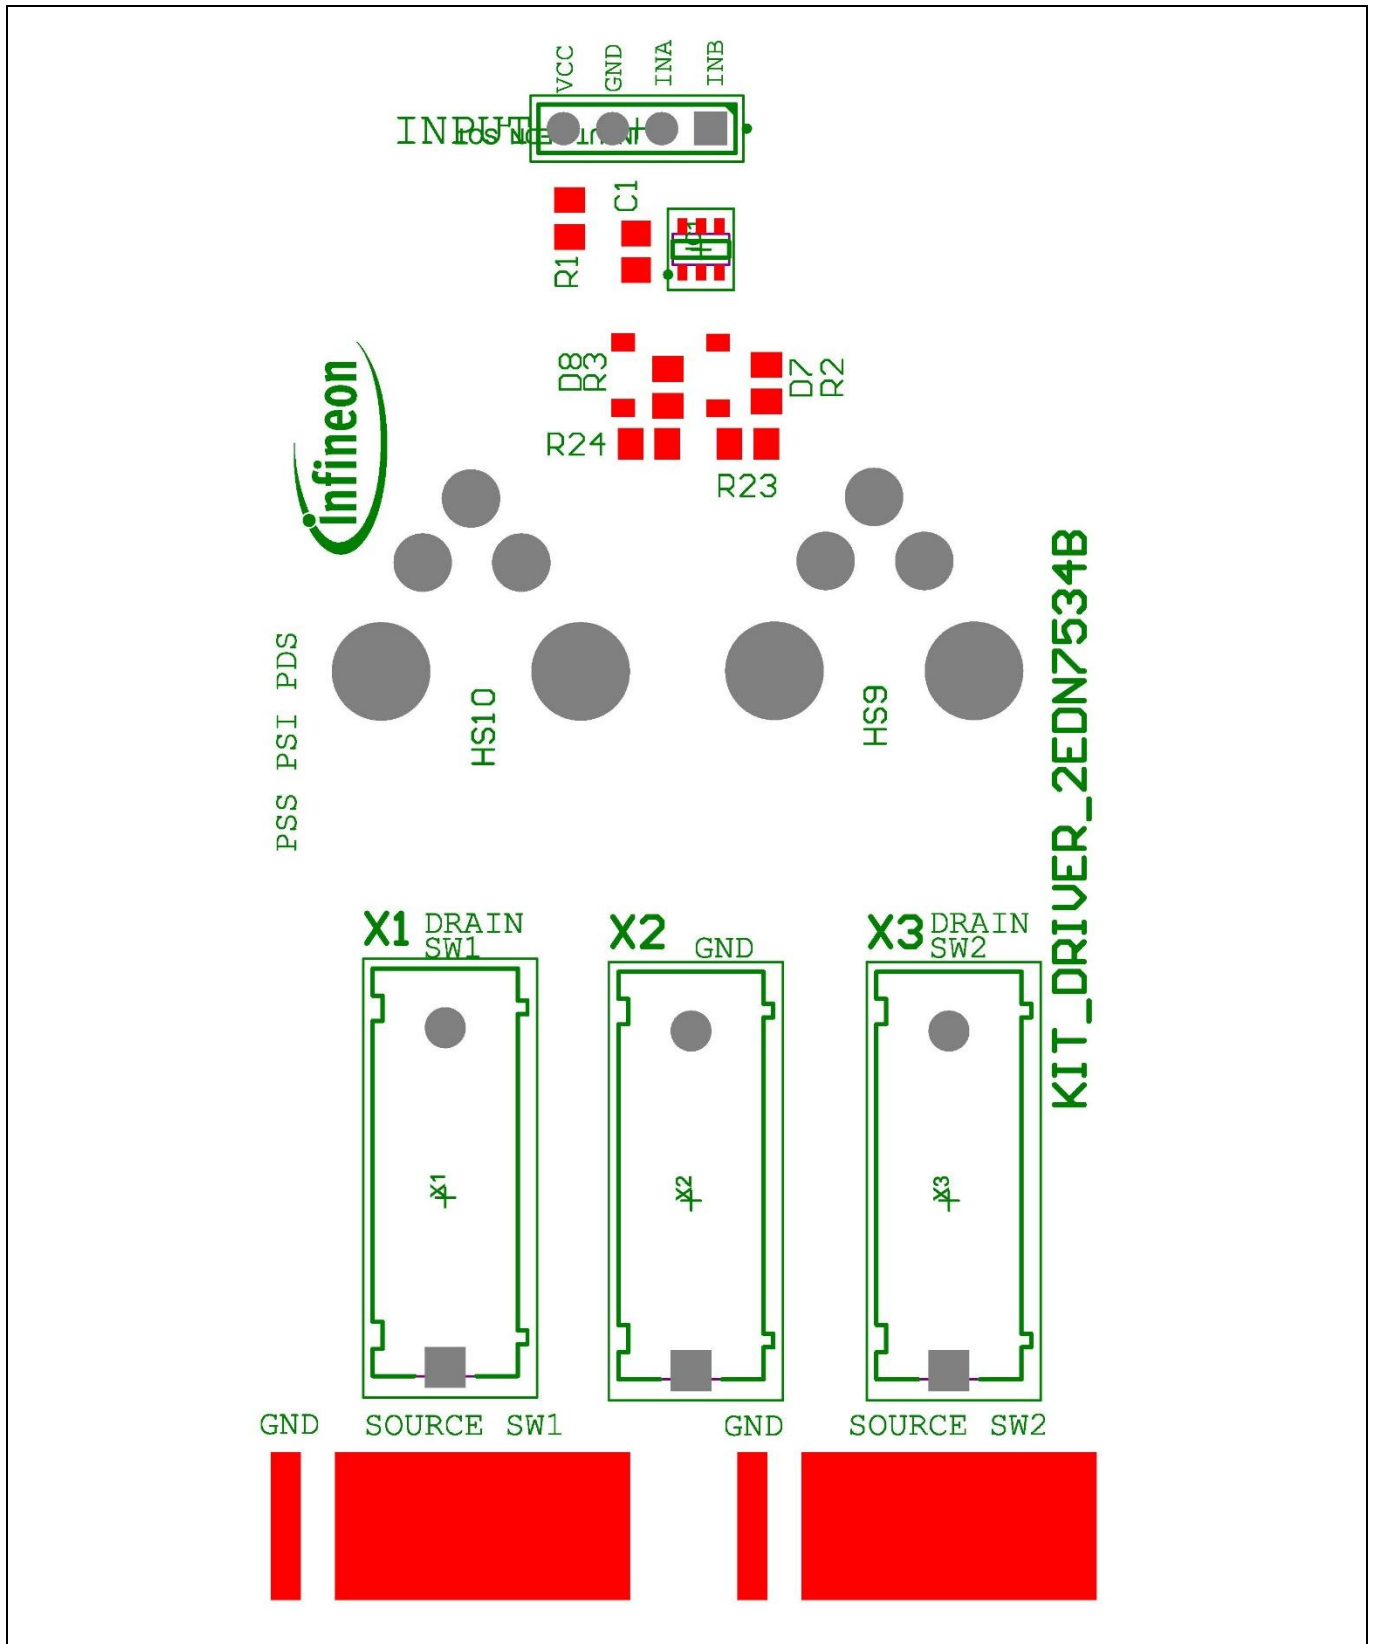 VCC GND INA INB
INPUT
C1
R1
D8
R3
D7
R2
R24
R23
Infineon
PSS PSI PDS
HS10
HS9
KIT_DRIVER_2EDN7534B
X1 DRAIN
SW1
X2 GND
X3 DRAIN
SW2
X1
X2
X3
GND SOURCE SW1
GND SOURCE SW2